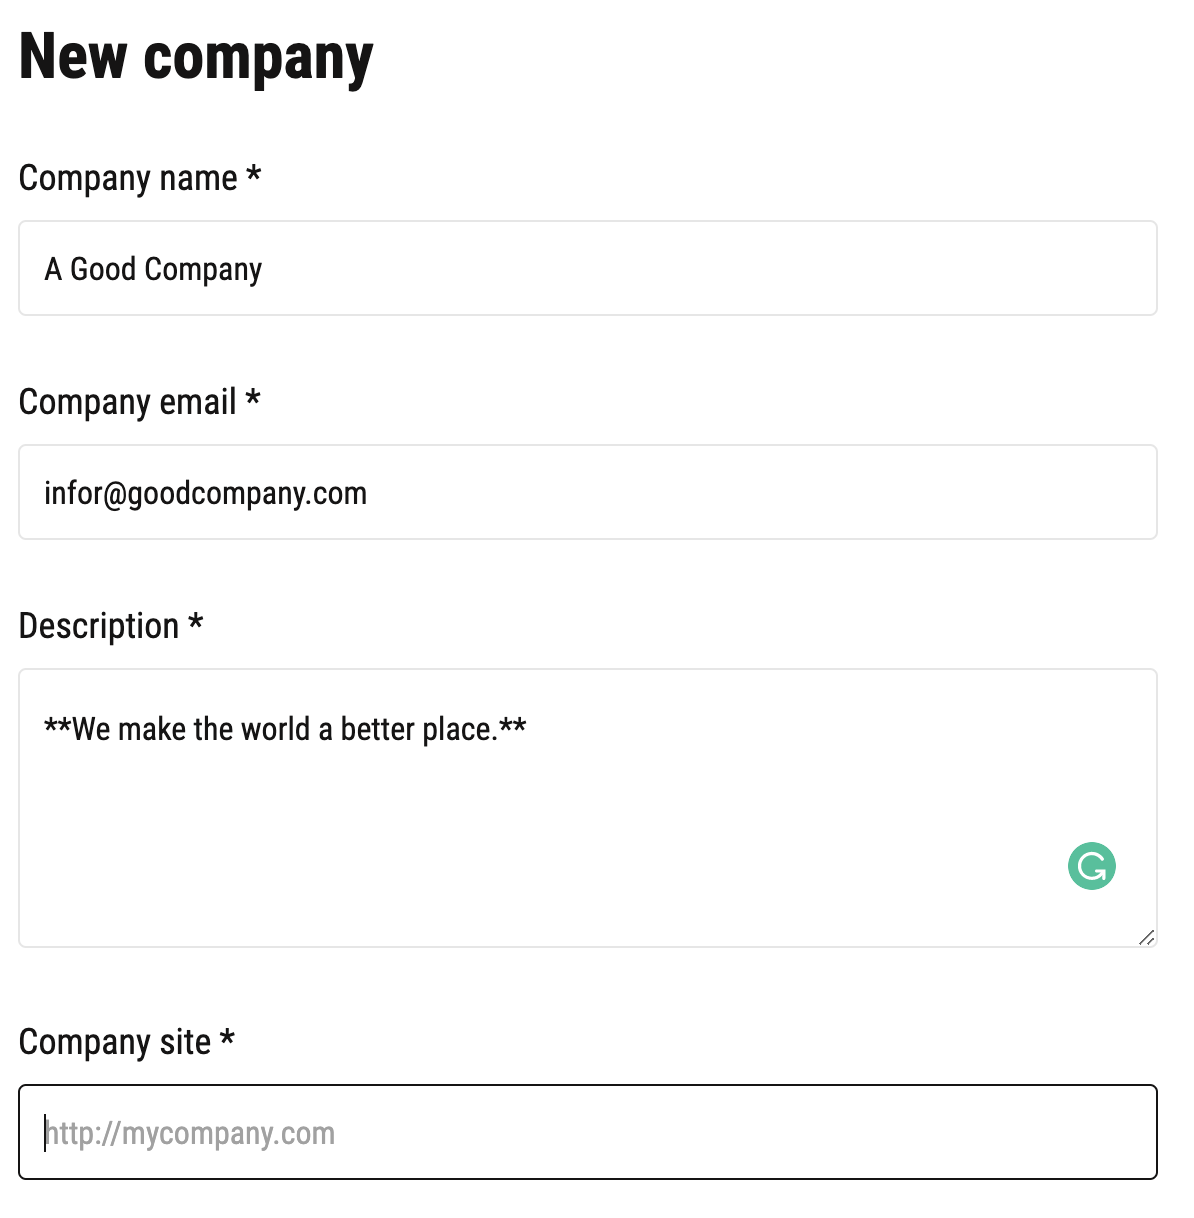 New company
Company name *
A Good Company
Company email *
infor@goodcompany.com
Description *
**We make the world a better place.**
Company site *
http://mycompany.com